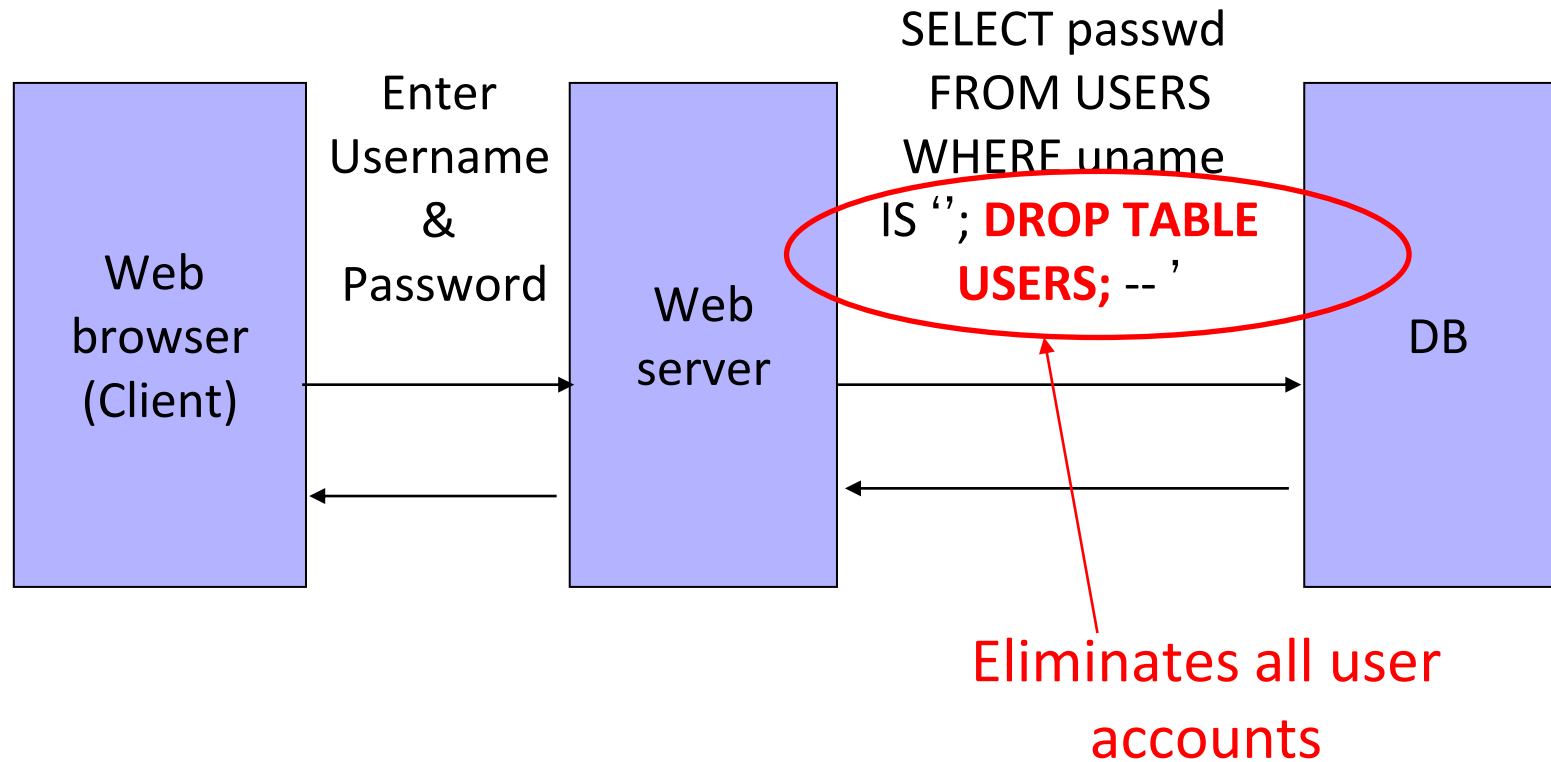 Web
browser
(Client)
Enter
Username
&
Password
Web
server
SELECT passwd
FROM USERS
WHERE uname
IS ‘’; DROP TABLE
USERS; -- ’
DB
Eliminates all user
accounts